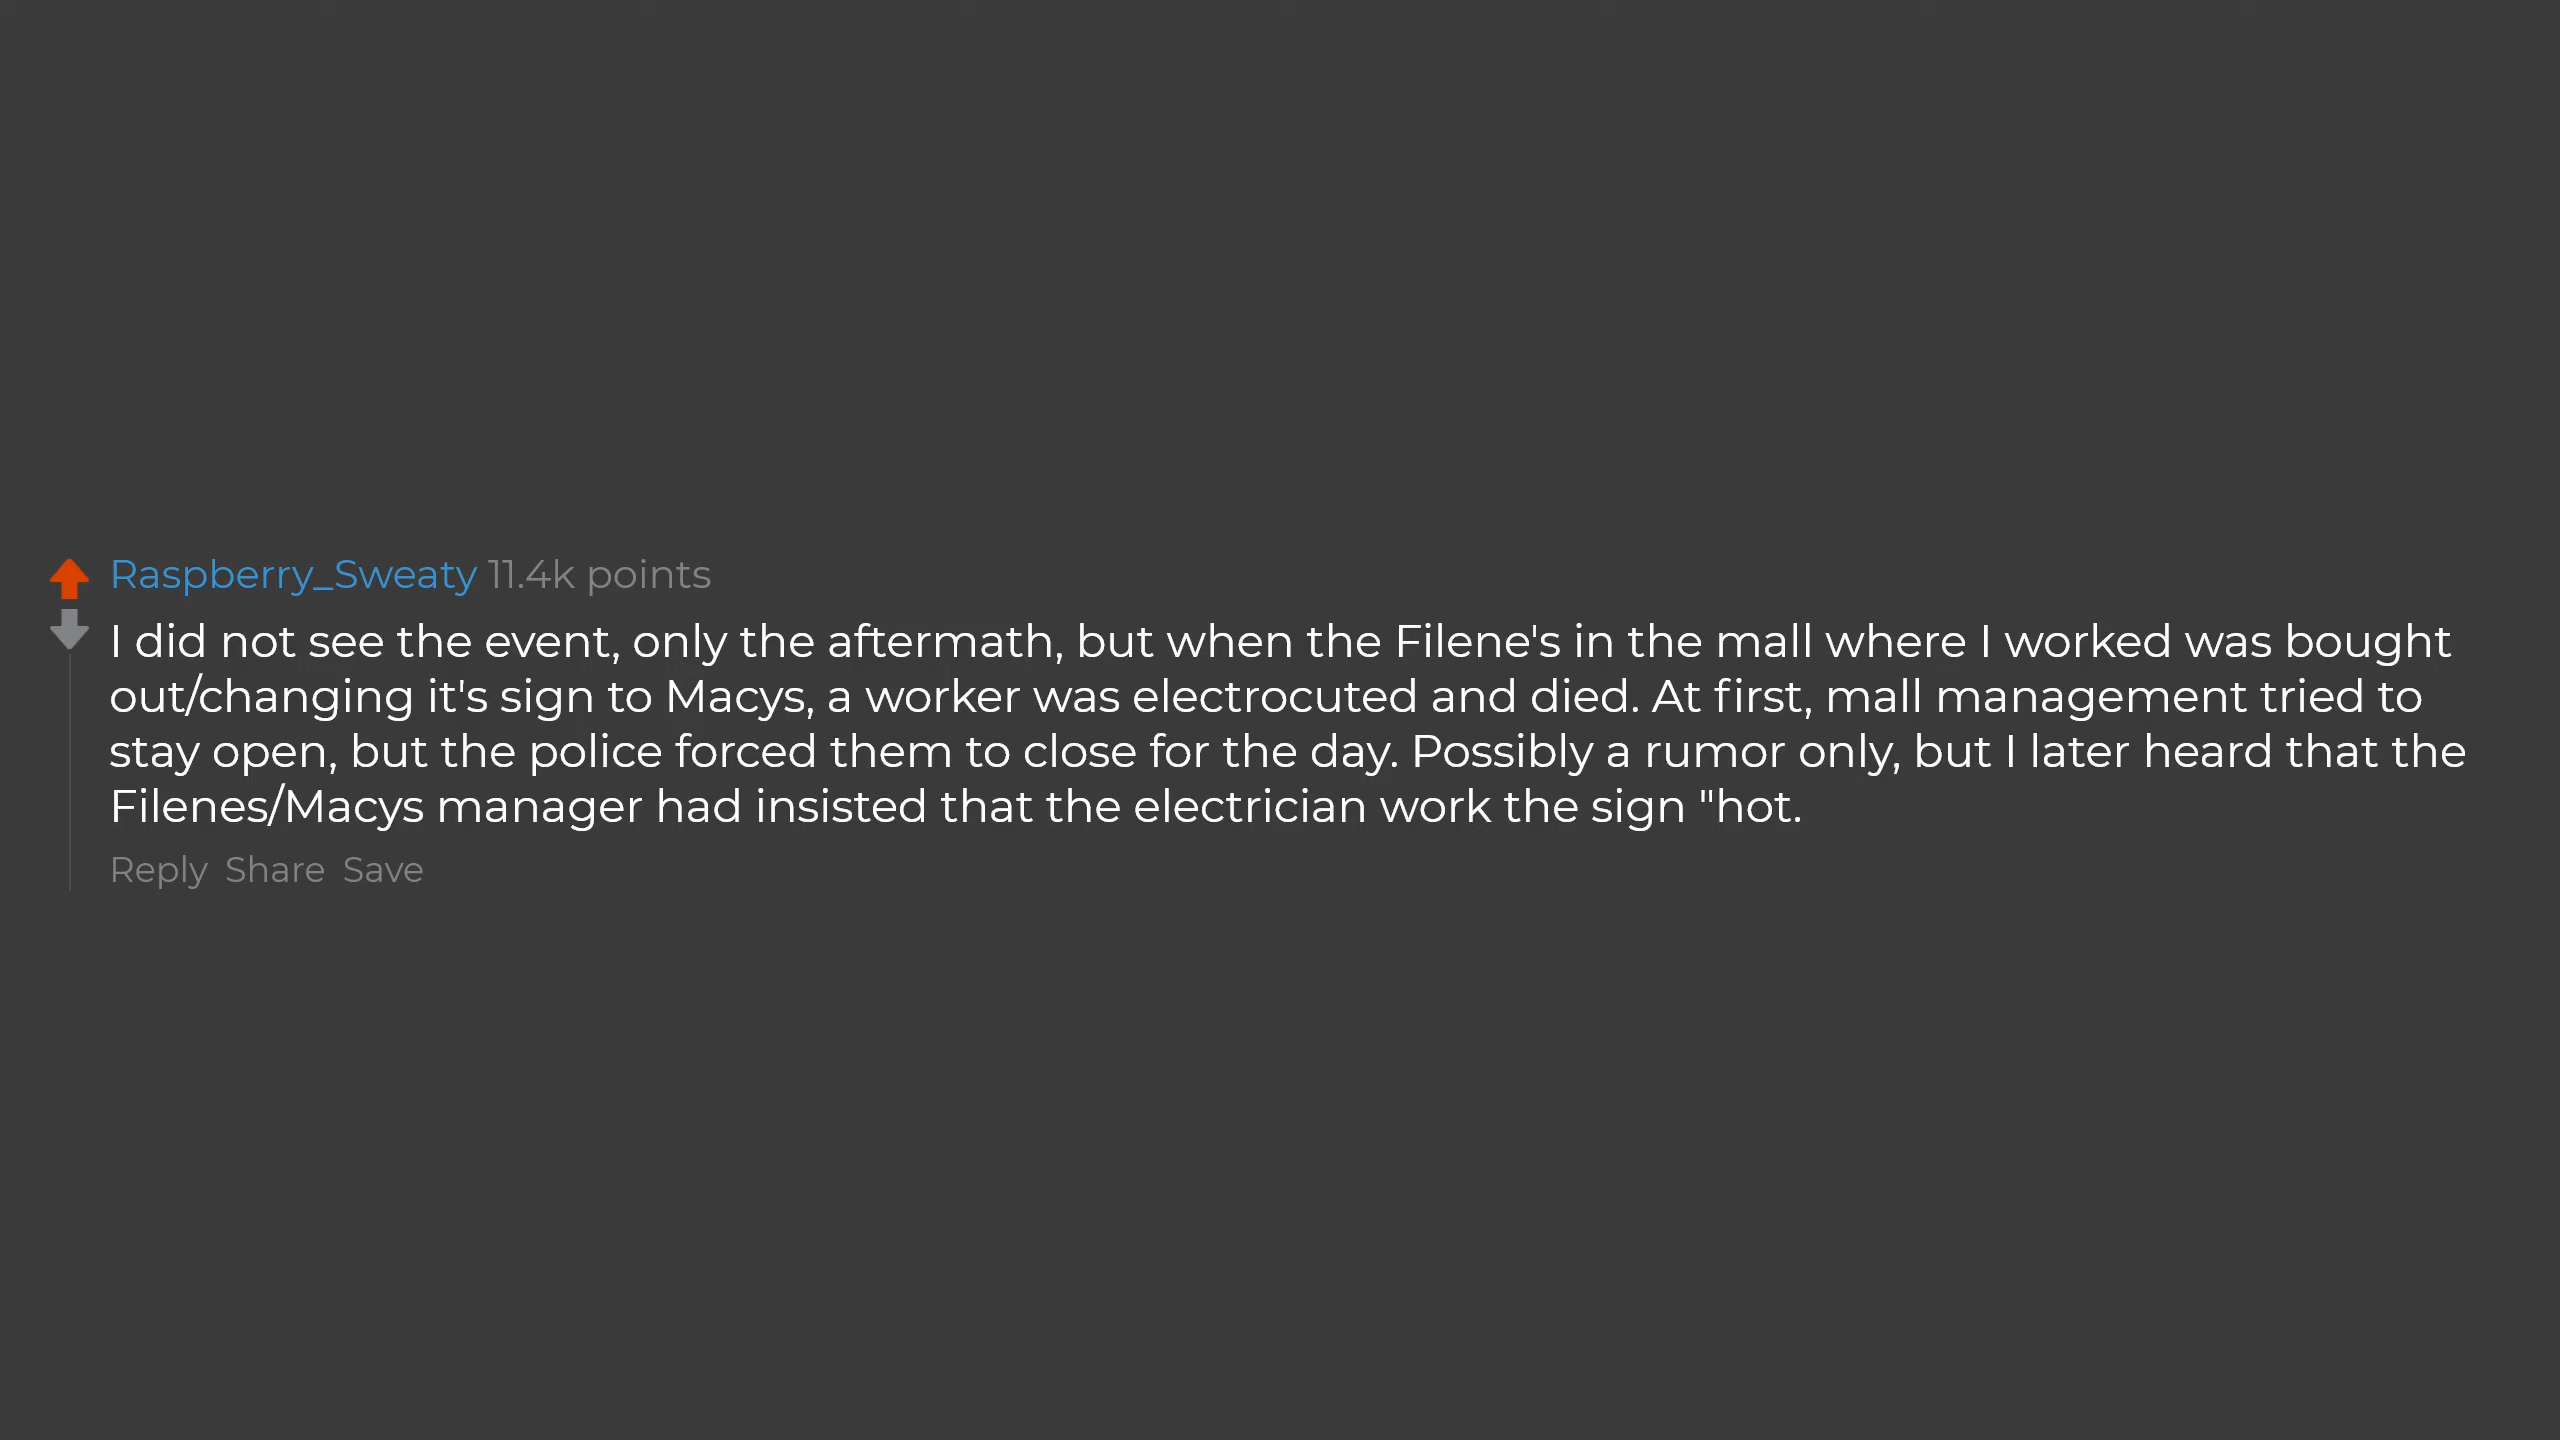 Raspberry_Sweaty 11.4k points
I did not see the event, only the aftermath, but when the Filene's in the mall where I worked was bought
out/changing it's sign to Macys, a worker was electrocuted and died. At first, mall management tried to
stay open, but the police forced them to close for the day. Possibly a rumor only, but I later heard that the
Filenes/Macys manager had insisted that the electrician work the sign "hot.
Reply Share Save